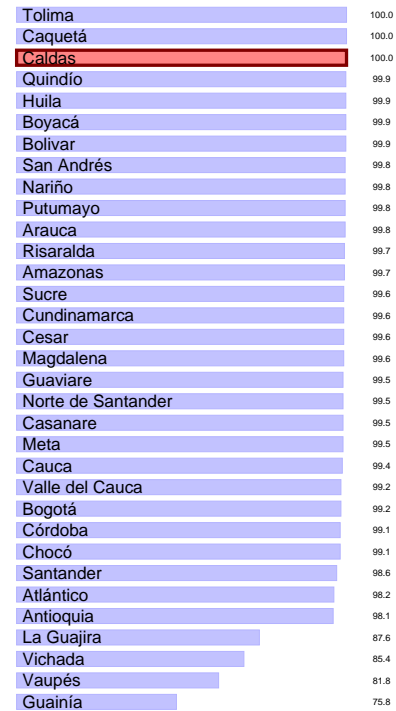 Tolima 100.0
Caquetá 100.0
Caldas 100.0
Quindío 99.9
Huila 99.9
Boyacá 99.9
Bolivar 99.9
San Andrés 99.8
Nariño 99.8
Putumayo 99.8
Arauca 99.8
Risaralda 99.7
Amazonas 99.7
Sucre 99.6
Cundinamarca 99.6
Cesar 99.6
Magdalena 99.6
Guaviare 99.5
Norte de Santander 99.5
Casanare 99.5
Meta 99.5
Cauca 99.4
Valle del Cauca 99.2
Bogotá 99.2
Córdoba 99.1
Chocó 99.1
Santander 98.6
Atlántico 98.2
Antioquia 98.1
La Guajira 87.6
Vichada 85.4
Vaupés 81.8
Guainía 75.8